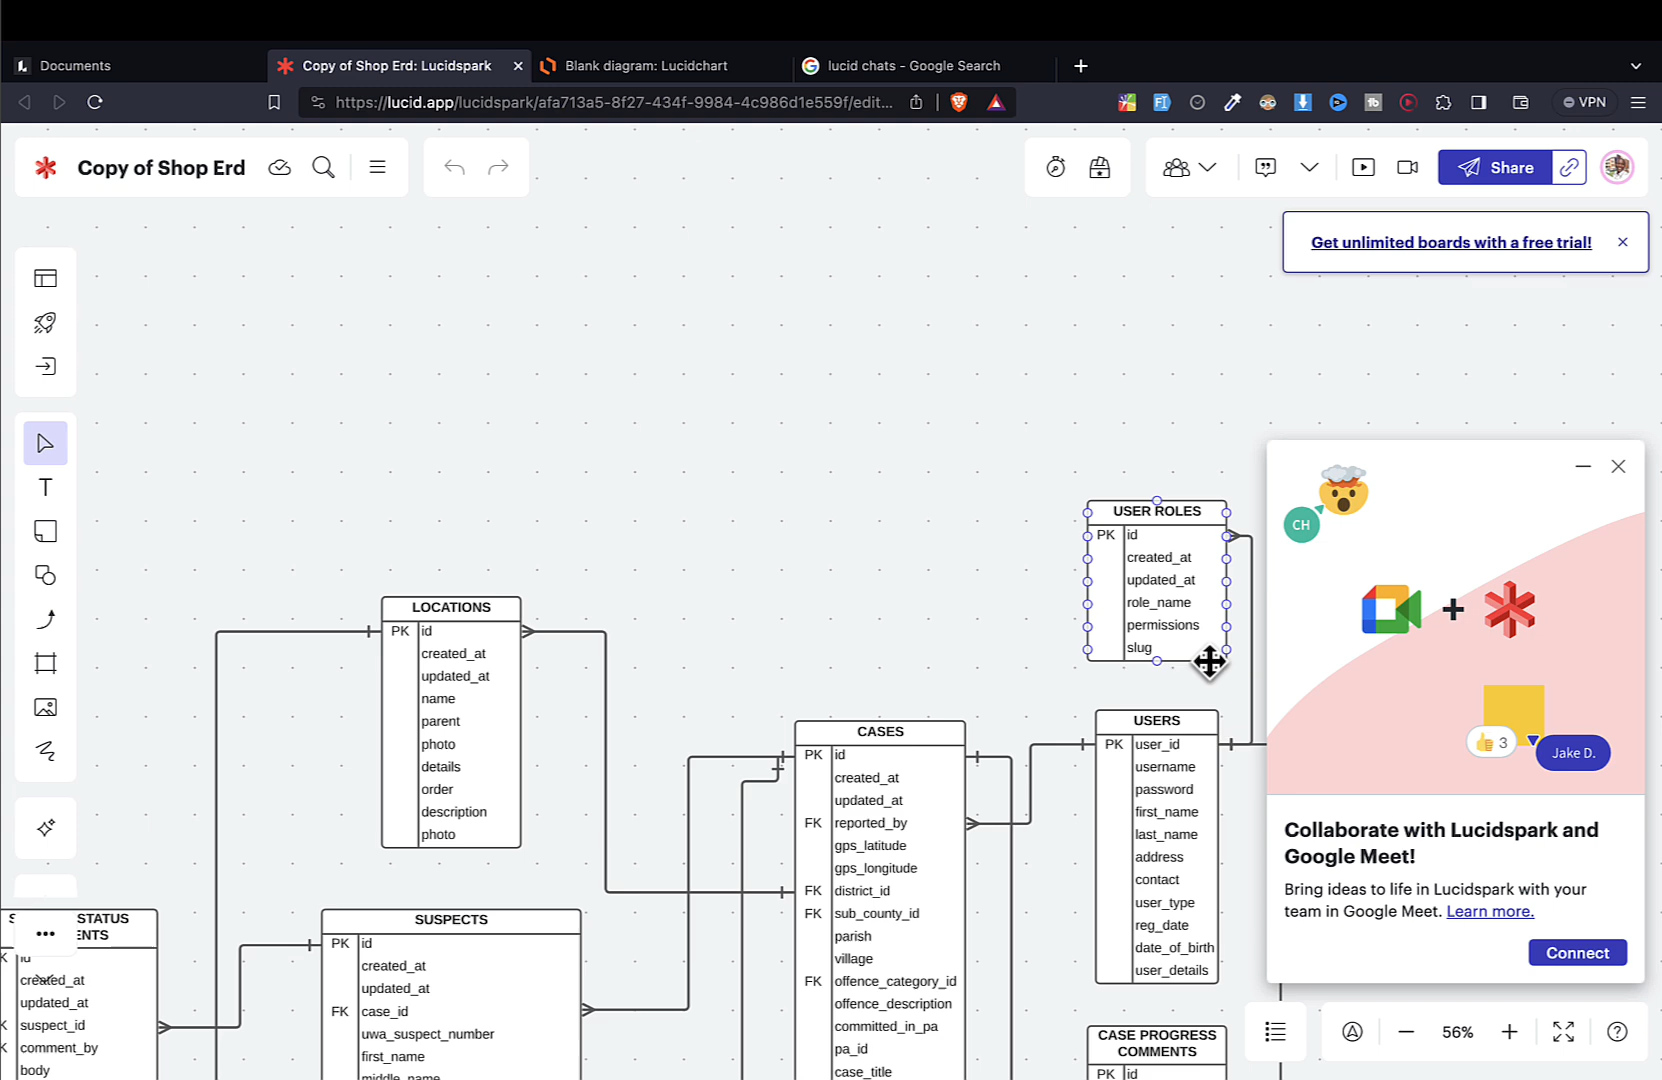 Documents
Copy of Shop Erd: Lucidspark
Blank diagram: Lucidchart
lucid chats - Google Search
https://lucid.app/lucidspark/afa713a5-8f27-434f-9984-4c986d1e559f/edit...
VPN
Copy of Shop Erd
Share
Get unlimited boards with a free trial!
USER ROLES
PK id
created_at
updated_at
role_name
permissions
slug
LOCATIONS
PK id
created_at
updated_at
name
parent
photo
details
order
description
photo
CASES
PK id
created_at
updated_at
FK reported_by
gps_latitude
gps_longitude
FK district_id
FK sub_county_id
parish
village
FK offence_category_id
offence_description
committed_in_pa
pa_id
case_title
USERS
PK user_id
username
password
first_name
last_name
address
contact
user_type
reg_date
date_of_birth
user_details
STATUS
ENTS
K id
created_at
updated_at
K suspect_id
K comment_by
body
SUSPECTS
PK id
created_at
updated_at
FK case_id
uwa_suspect_number
first_name
middle_name
CASE PROGRESS
COMMENTS
PK id
CH
3
Jake D.
Collaborate with Lucidspark and
Google Meet!
Bring ideas to life in Lucidspark with your
team in Google Meet. Learn more.
Connect
56%